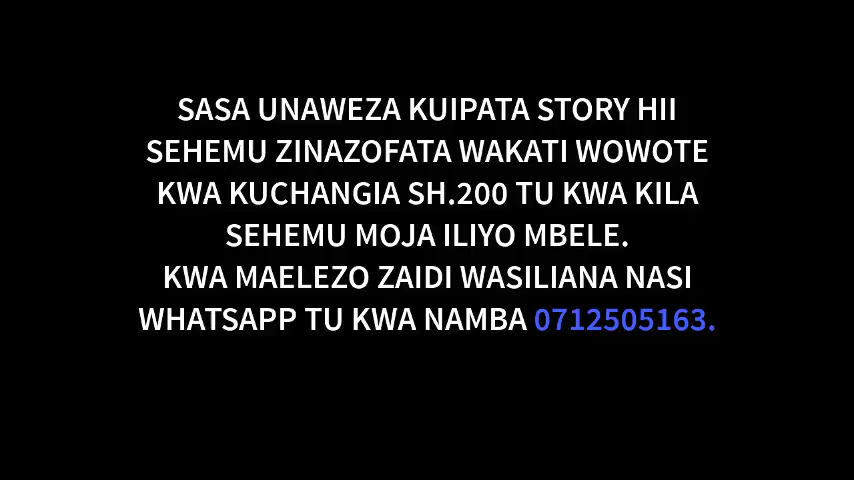 SASA UNAWEZA KUIPATA STORY HII
SEHEMU ZINAZOFATA WAKATI WOWOTE
KWA KUCHANGIA SH.200 TU KWA KILA
SEHEMU MOJA ILIYO MBELE.
KWA MAELEZO ZAIDI WASILIANA NASI
WHATSAPP TU KWA NAMBA 0712505163.